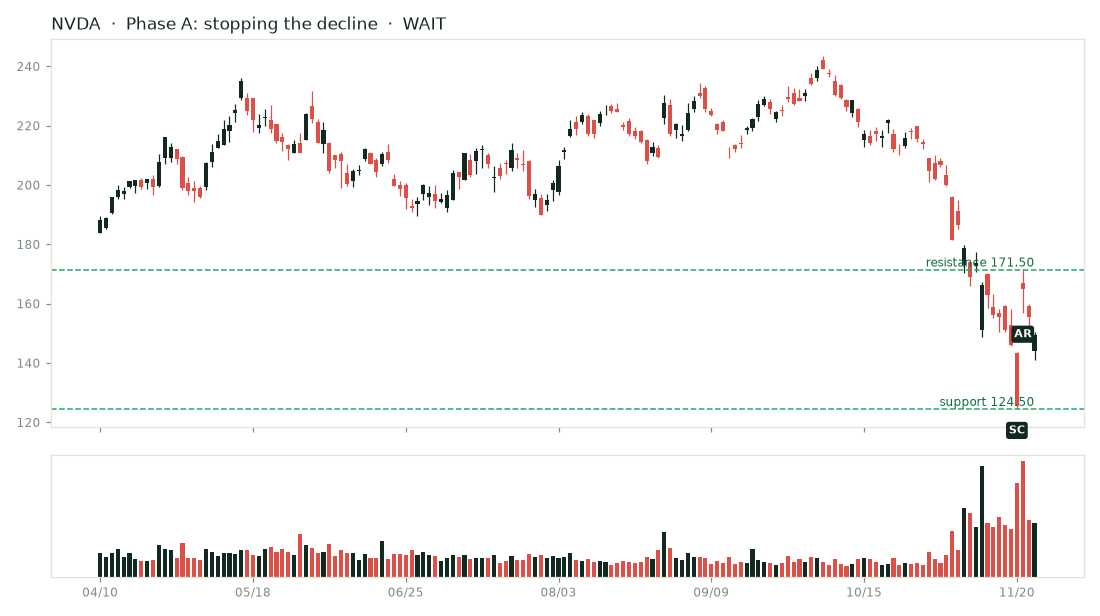 NVDA · Phase A: stopping the decline · WAIT
240
220
200
180
160
140
120
resistance 171.50
AR
support 124.50
SC
04/10 05/18 06/25 08/03 09/09 10/15 11/20